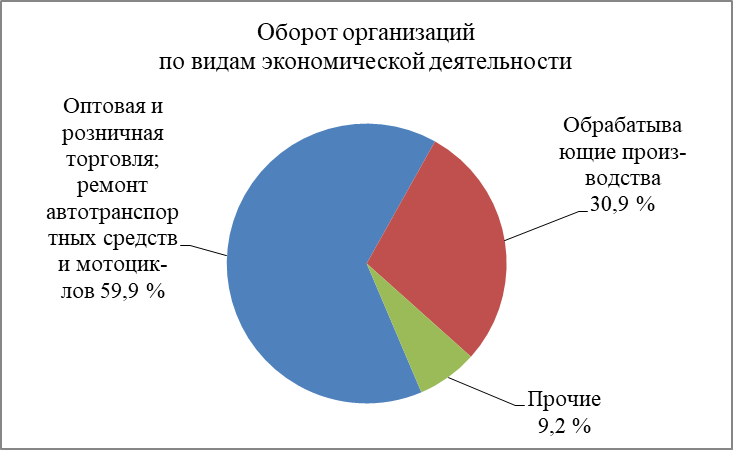 Оборот организаций
по видам экономической деятельности
Оптовая и
розничная
торговля;
ремонт
автотранспор
тных средств
и мотоцик-
лов 59,9 %
Обрабатыва
ющие произ-
водства
30,9 %
Прочие
9,2 %